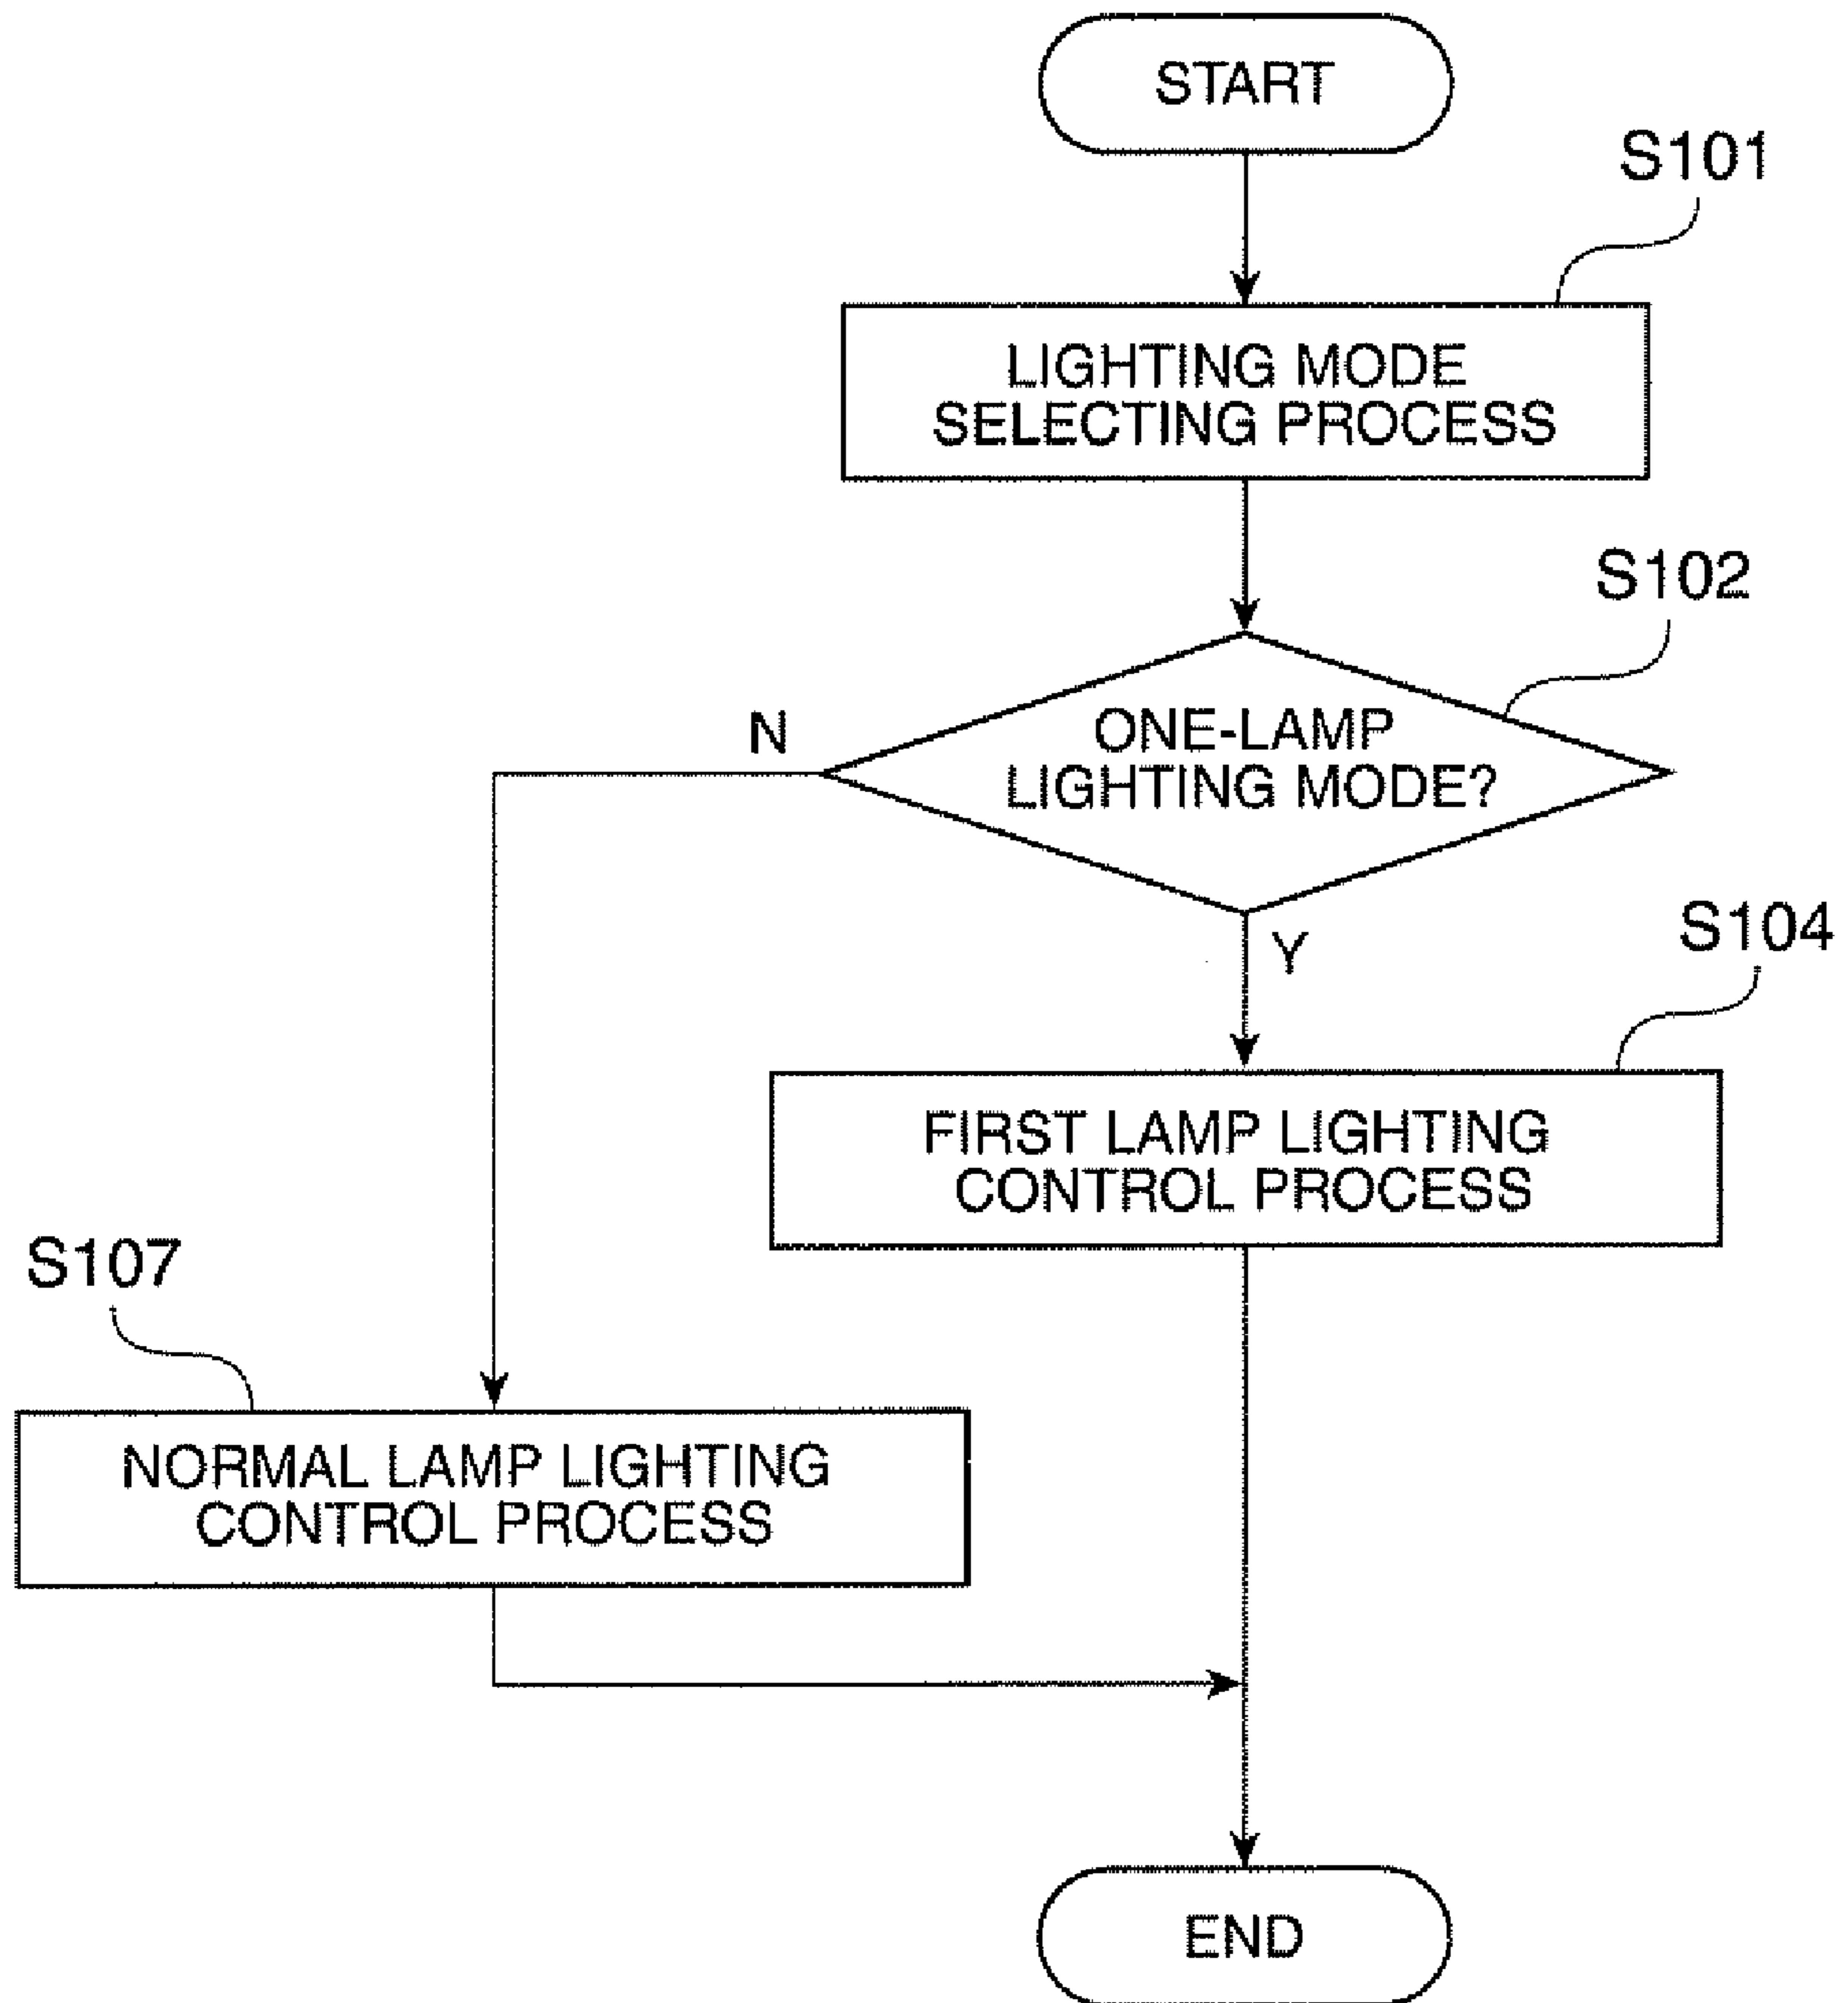 START
S101
LIGHTING MODE
SELECTING PROCESS
S102
N
ONE-LAMP
LIGHTING MODE?
Y
S104
FIRST LAMP LIGHTING
CONTROL PROCESS
S107
NORMAL LAMP LIGHTING
CONTROL PROCESS
END